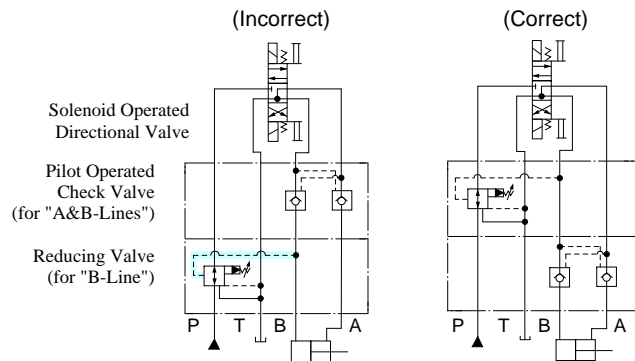 (Incorrect)
(Correct)
Solenoid Operated
Directional Valve
Pilot Operated
Check Valve
(for "A&B-Lines")
Reducing Valve
(for "B-Line")
P T B A
P T B A